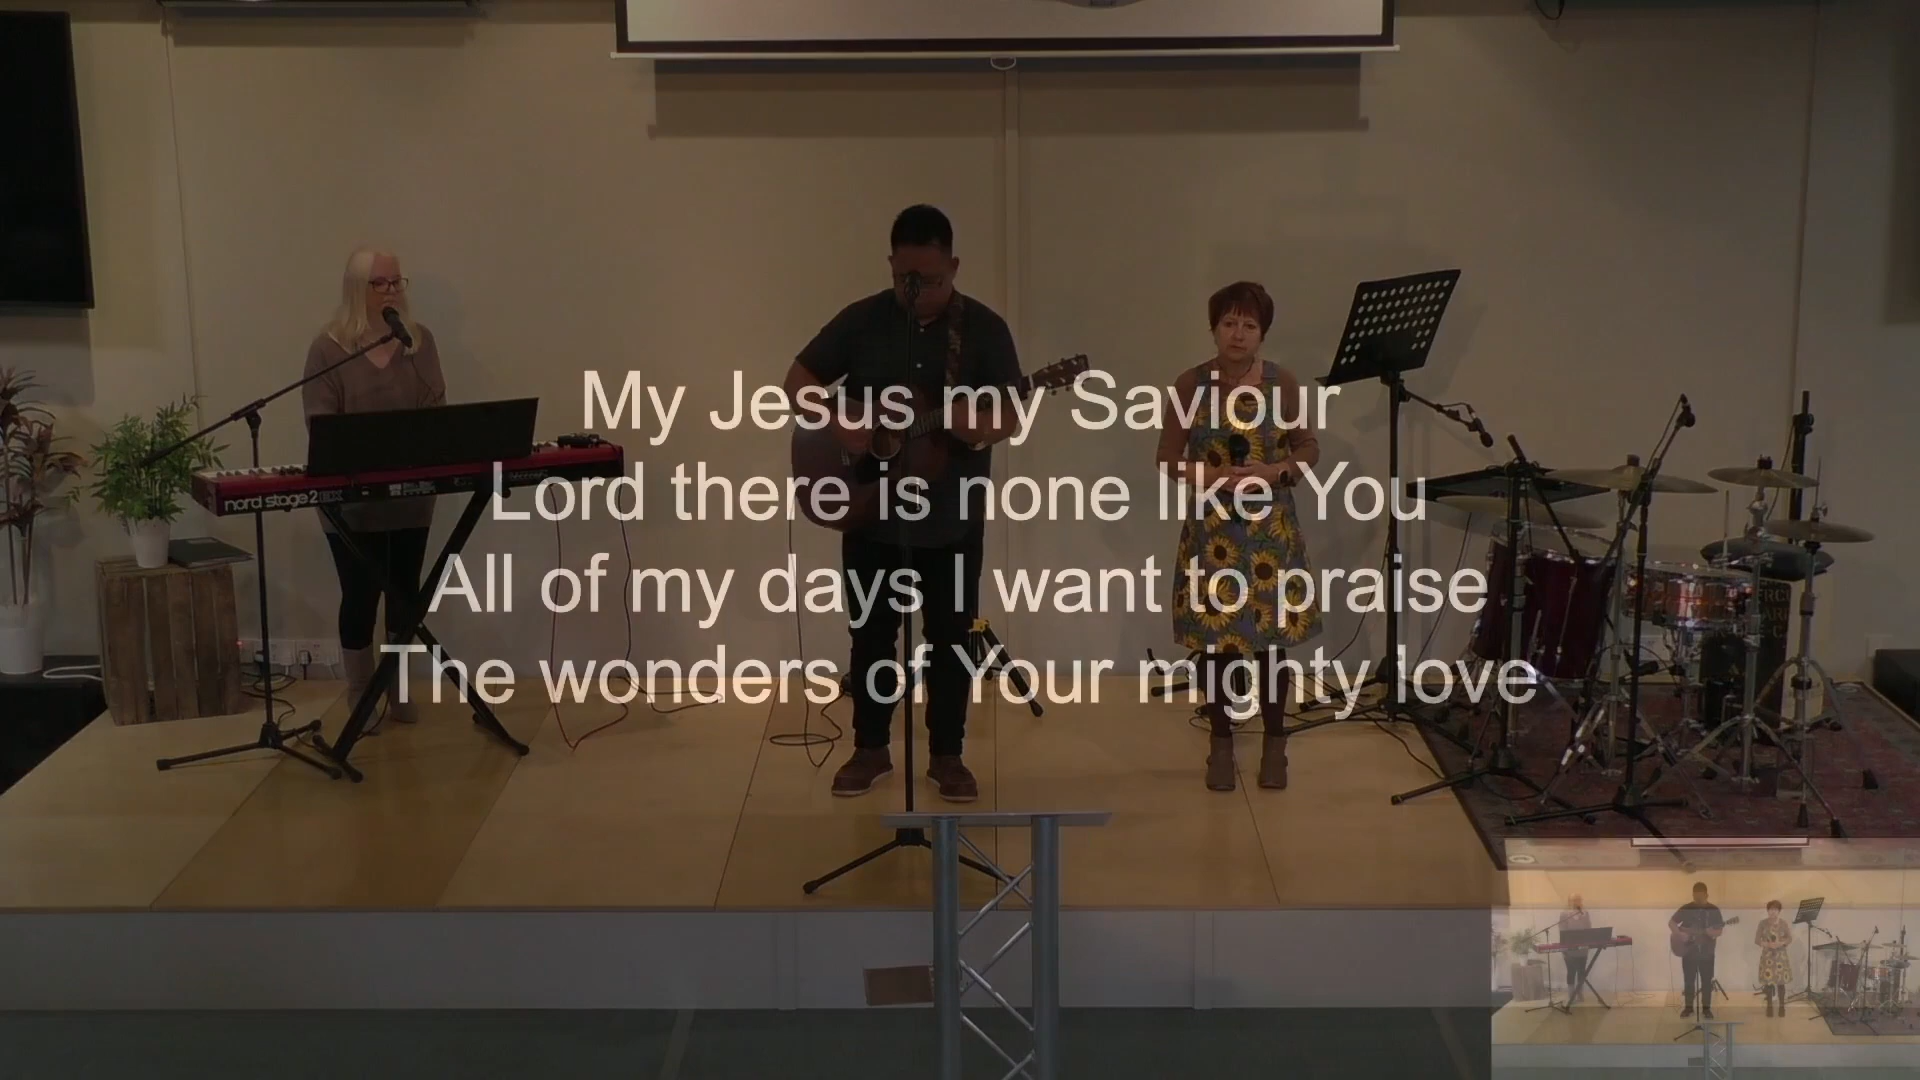 My Jesus my Saviour
Lord there is none like You
All of my days I want to praise
The wonders of Your mighty love
nord stage 2 EX